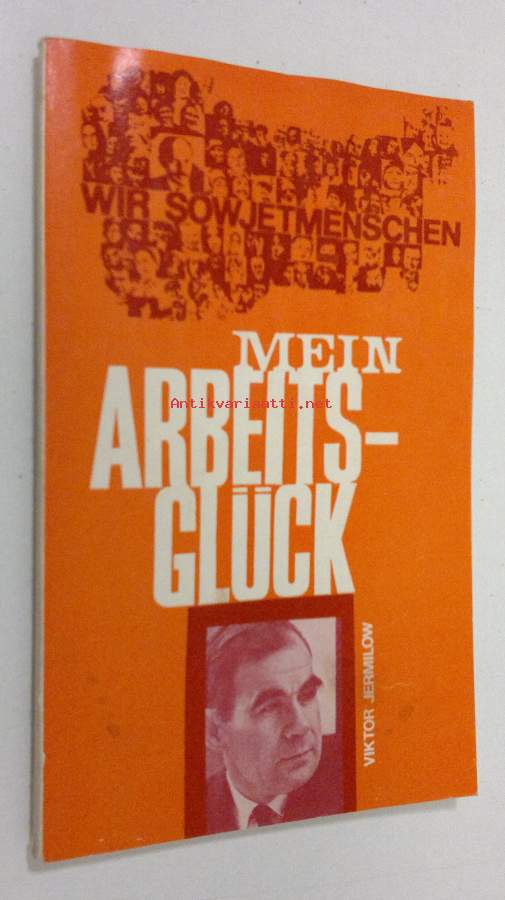 WIR SOWJETMENSCHEN
MEIN
ARBEITS-
Antikvariaatti.net
GLÜCK
VIKTOR JERMILOW